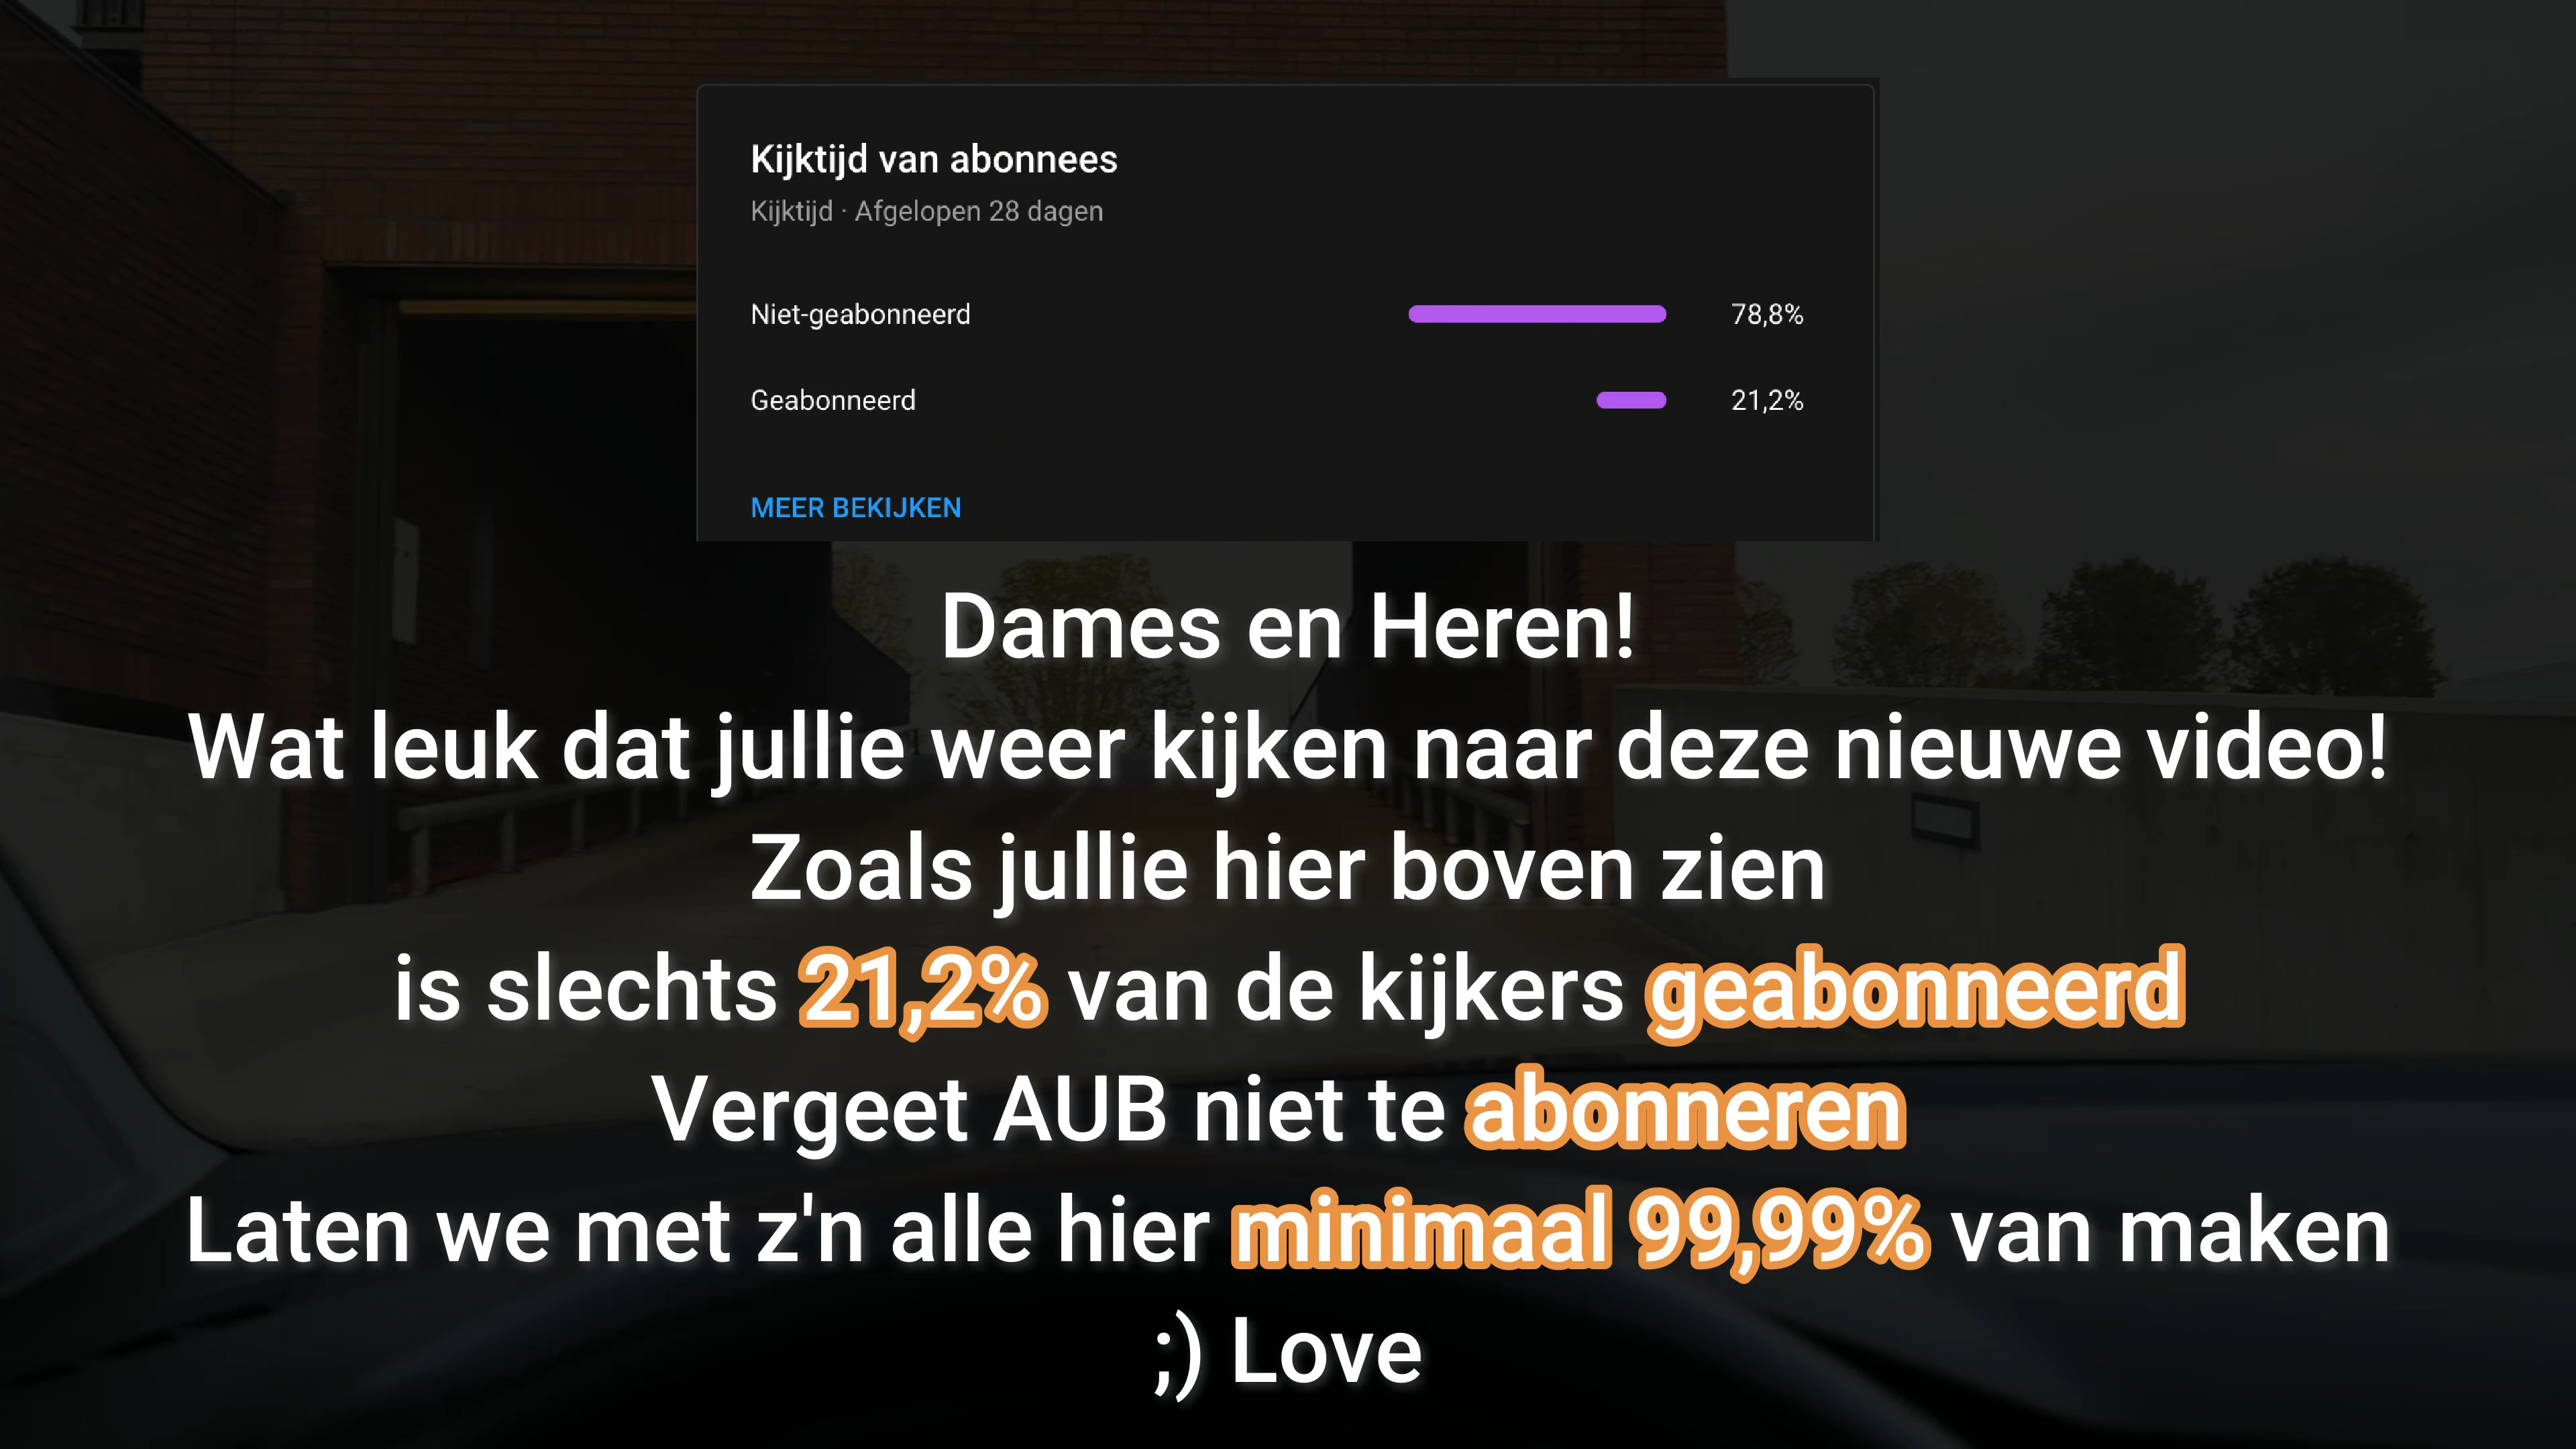 Kijktijd van abonnees
Kijktijd · Afgelopen 28 dagen
Niet-geabonneerd 78,8%
Geabonneerd 21,2%
MEER BEKIJKEN
Dames en Heren!
Wat leuk dat jullie weer kijken naar deze nieuwe video!
Zoals jullie hier boven zien
is slechts 21,2% van de kijkers geabonneerd
Vergeet AUB niet te abonneren
Laten we met z'n alle hier minimaal 99,99% van maken
;) Love